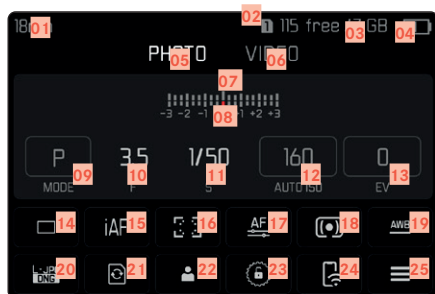 18 01 02 1 115 free 03 GB 04
PHOTO 05 VIDEO 06
07
-3 -2 -1 08 +1 +2 +3
P 09 3.5 10 1/50 11 160 12 0 13
MODE F S AUTO ISO EV
14 iAF 15 16 AF 17 18 AWB 19
L-JPG DNG 20 21 22 23 24 25